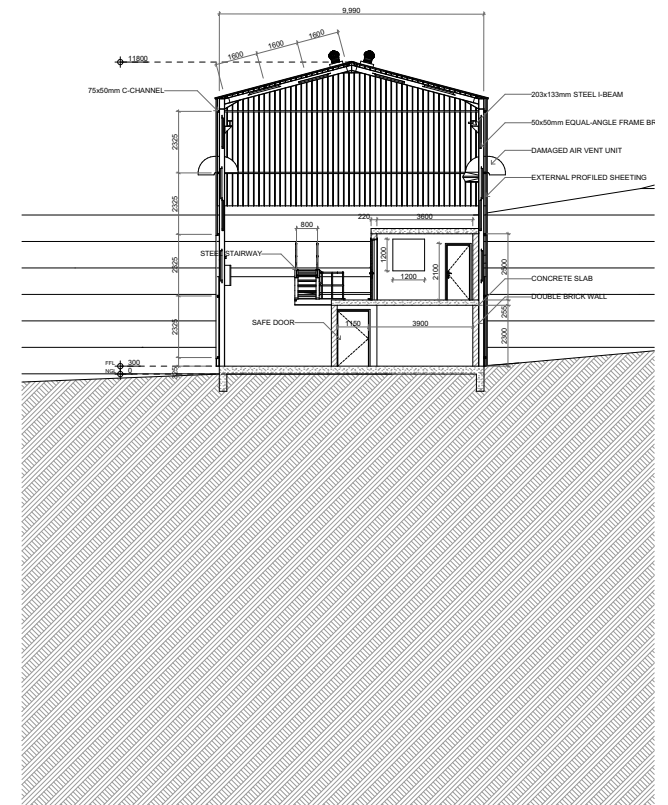 9,990
1600
1600
1600
11800
75x50mm C-CHANNEL
203x133mm STEEL I-BEAM
50x50mm EQUAL-ANGLE FRAME BR
2325
DAMAGED AIR VENT UNIT
EXTERNAL PROFILED SHEETING
2325
220
3600
800
STEEL STAIRWAY
1200
1200
2100
2325
CONCRETE SLAB
DOUBLE BRICK WALL
255
SAFE DOOR
1150
3900
2325
2300
FFL
300
NGL
0